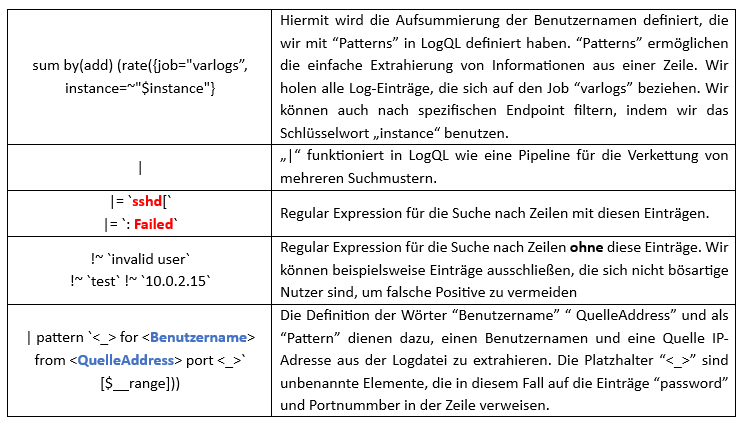 sum by(add) (rate({job="varlogs”,
instance=~"$instance"}
Hiermit wird die Aufsummierung der Benutzernamen definiert, die
wir mit “Patterns” in LogQL definiert haben. “Patterns” ermöglichen
die einfache Extrahierung von Informationen aus einer Zeile. Wir
holen alle Log-Einträge, die sich auf den Job “varlogs” beziehen. Wir
können auch nach spezifischen Endpoint filtern, indem wir das
Schlüsselwort „instance“ benutzen.
|
„|“ funktioniert in LogQL wie eine Pipeline für die Verkettung von
mehreren Suchmustern.
|= `sshd[`
|= `: Failed`
Regular Expression für die Suche nach Zeilen mit diesen Einträgen.
!~ `invalid user`
!~ `test` !~ `10.0.2.15`
Regular Expression für die Suche nach Zeilen ohne diese Einträge. Wir
können beispielsweise Einträge ausschließen, die sich nicht bösartige
Nutzer sind, um falsche Positive zu vermeiden
| pattern `<_> for <Benutzername>
from <QuelleAddress> port <_>`
[$__range]))
Die Definition der Wörter “Benutzername” “ QuelleAddress” und als
“Pattern” dienen dazu, einen Benutzernamen und eine Quelle IP-
Adresse aus der Logdatei zu extrahieren. Die Platzhalter “<_>” sind
unbenannte Elemente, die in diesem Fall auf die Einträge “password”
und Portnummber in der Zeile verweisen.